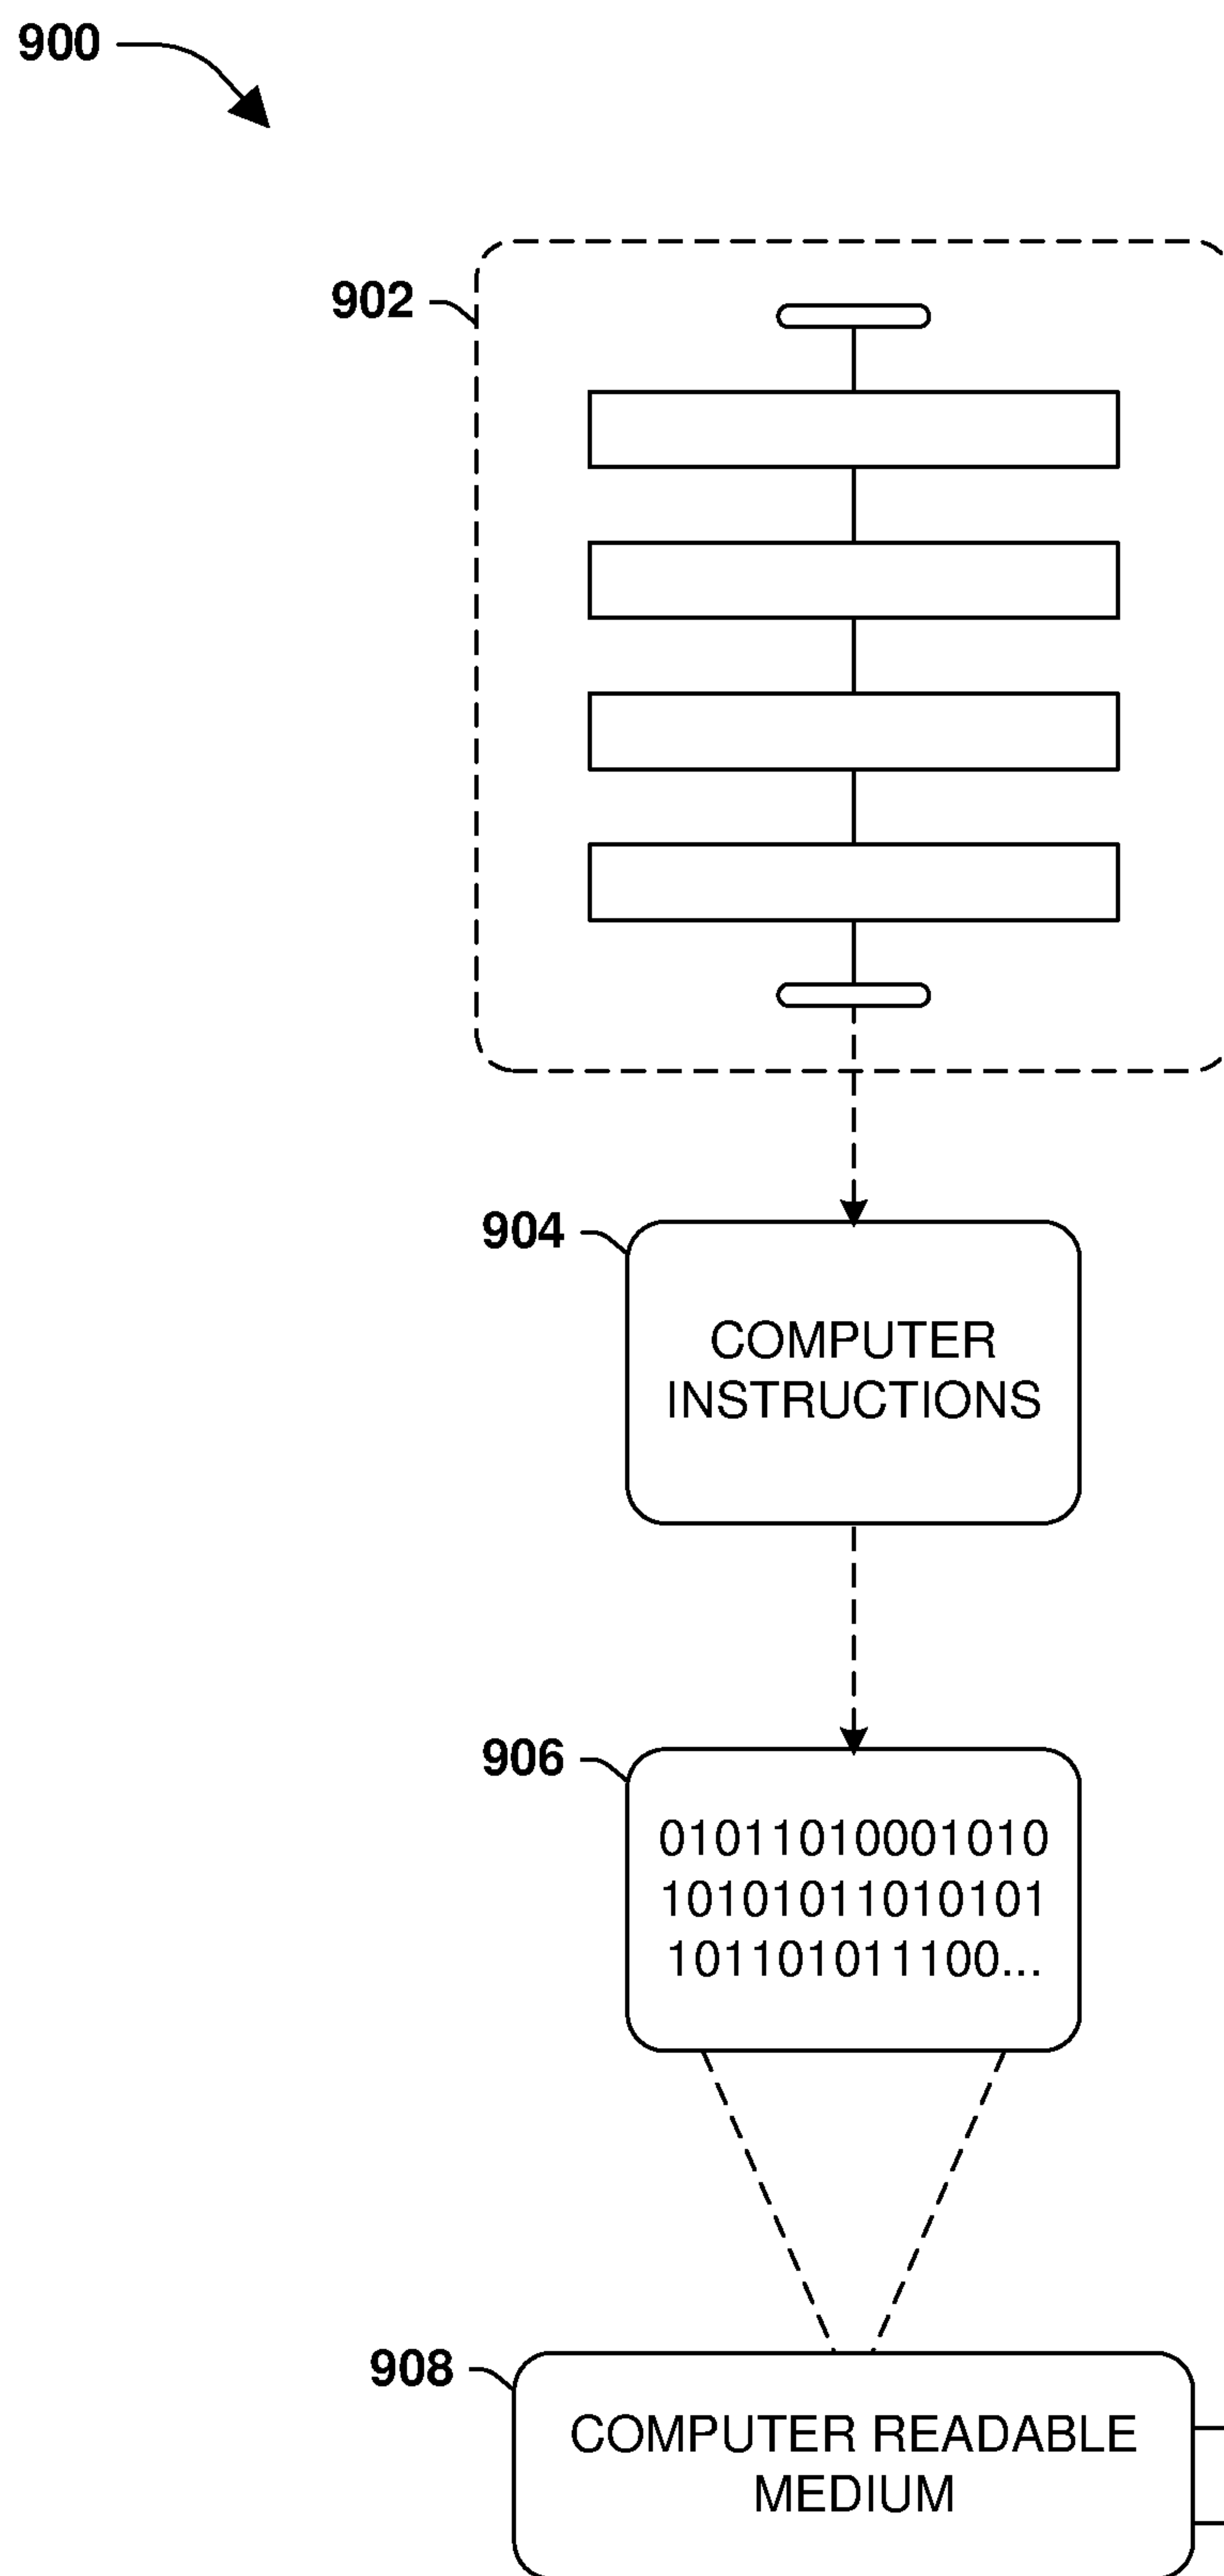 900
902
904
COMPUTER
INSTRUCTIONS
906
01011010001010
10101011010101
101101011100...
908
COMPUTER READABLE
MEDIUM